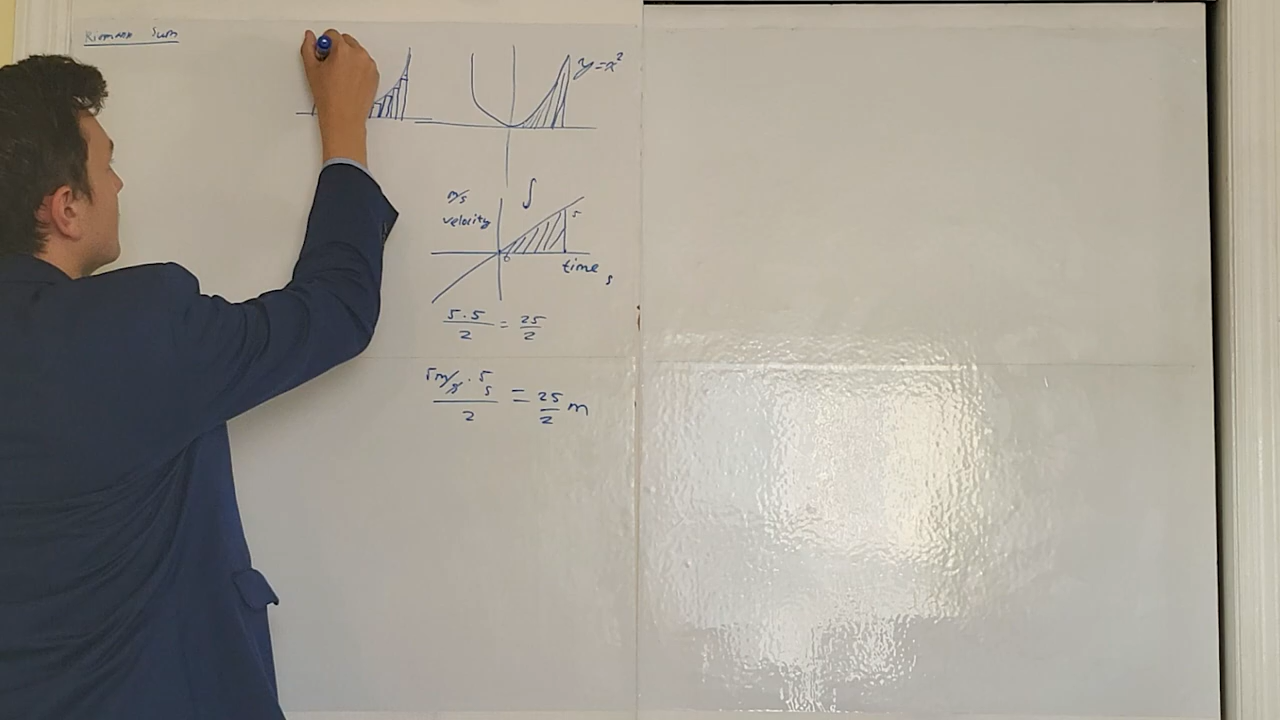 Riemann Sum
y=x²
∫
m/s
velocity
5
0
time s
5·5/2 = 25/2
5m/s·5s/2 = 25/2 m